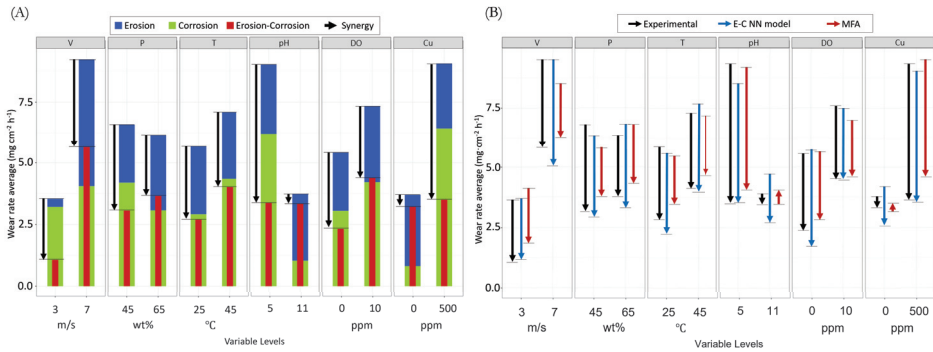 (A)
Erosion Corrosion Erosion-Corrosion Synergy
V P T pH DO Cu
Wear rate average (mg cm⁻² h⁻¹)
7.5
5.0
2.5
0.0
3 7 45 65 25 45 5 11 0 10 0 500
m/s wt% °C ppm ppm
Variable Levels
(B)
Experimental E-C NN model MFA
V P T pH DO Cu
Wear rate average (mg·cm⁻² h⁻¹)
7.5
5.0
2.5
0.0
3 7 45 65 25 45 5 11 0 10 0 500
m/s wt% °C ppm ppm
Variable Levels